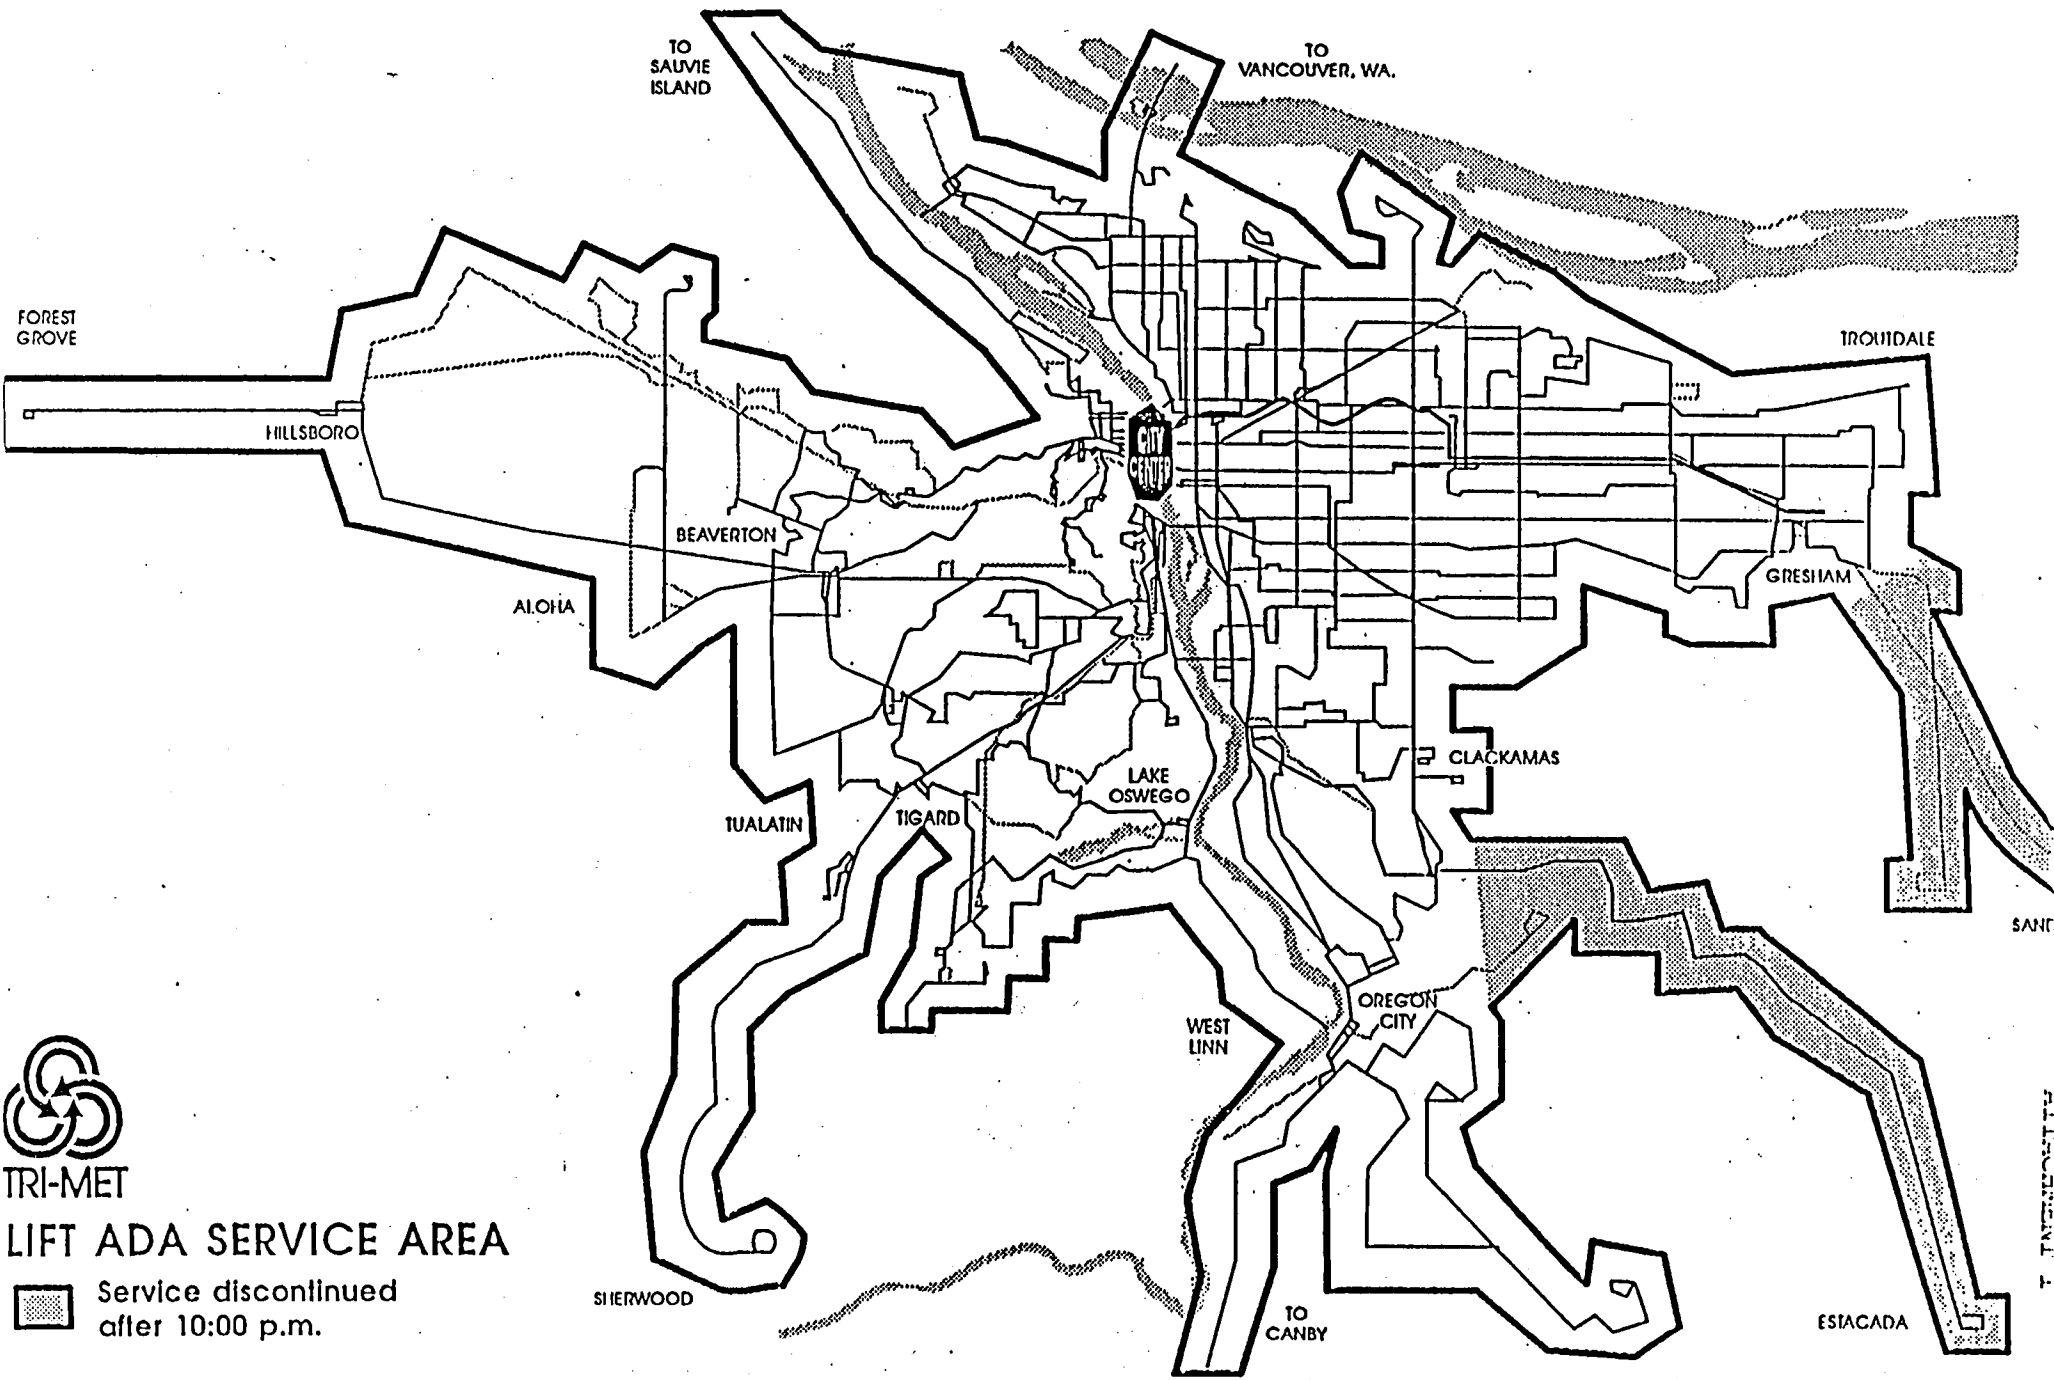 TO
SAUVIE
ISLAND
TO
VANCOUVER, WA.
FOREST
GROVE
TROUTDALE
HILLSBORO
CITY
CENTER
BEAVERTON
GRESHAM
ALOHA
CLACKAMAS
LAKE
OSWEGO
TUALATIN
TIGARD
SAND
OREGON
CITY
WEST
LINN
TRI-MET
LIFT ADA SERVICE AREA
Service discontinued
after 10:00 p.m.
SHERWOOD
TO
CANBY
ESTACADA